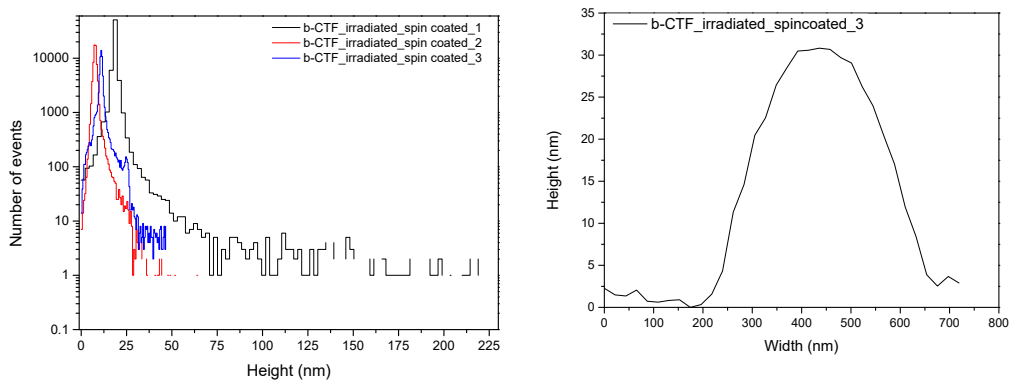 b-CTF_irradiated_spin coated_1
b-CTF_irradiated_spin coated_2
b-CTF_irradiated_spin coated_3
10000
1000
100
10
1
0.1
Number of events
0 25 50 75 100 125 150 175 200 225
Height (nm)
b-CTF_irradiated_spincoated_3
35
30
25
20
15
10
5
0
Height (nm)
0 100 200 300 400 500 600 700 800
Width (nm)